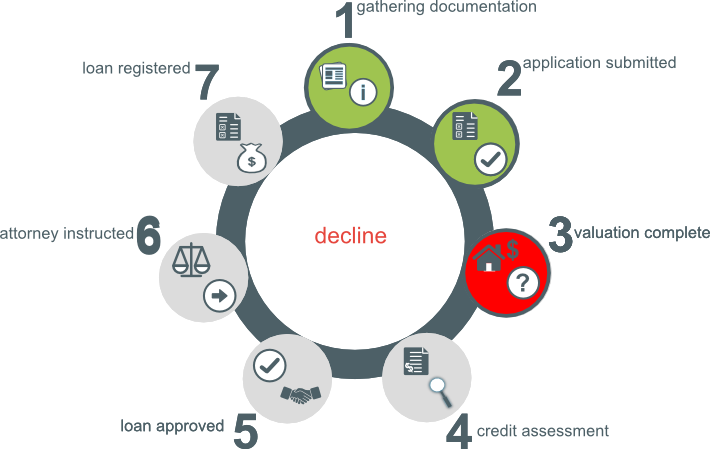 1 gathering documentation
i
2 application submitted
3 valuation complete
$
?
4 credit assessment
$
5 loan approved
attorney instructed 6
loan registered 7
$
decline